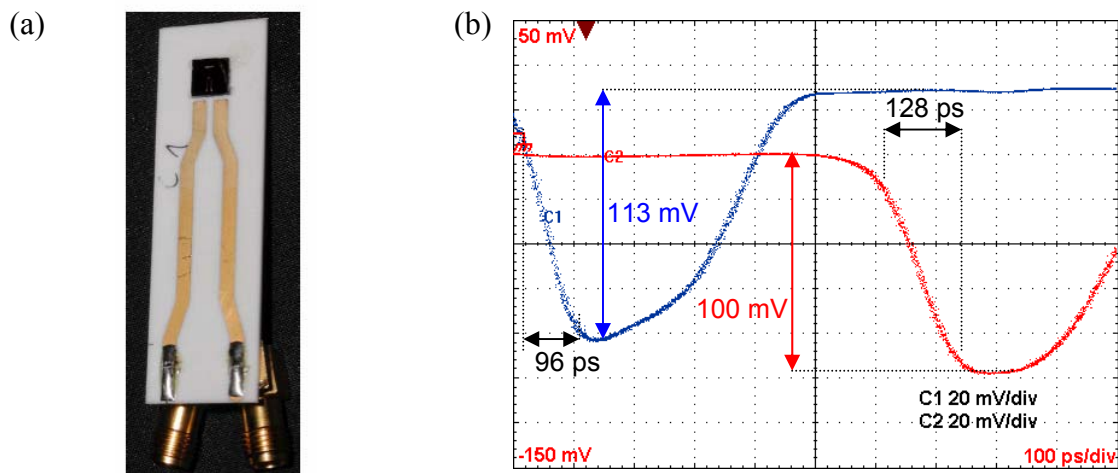 (a)
(b)
50 mV
128 ps
C2
C1
113 mV
100 mV
96 ps
C1 20 mV/div
C2 20 mV/div
-150 mV
100 ps/div